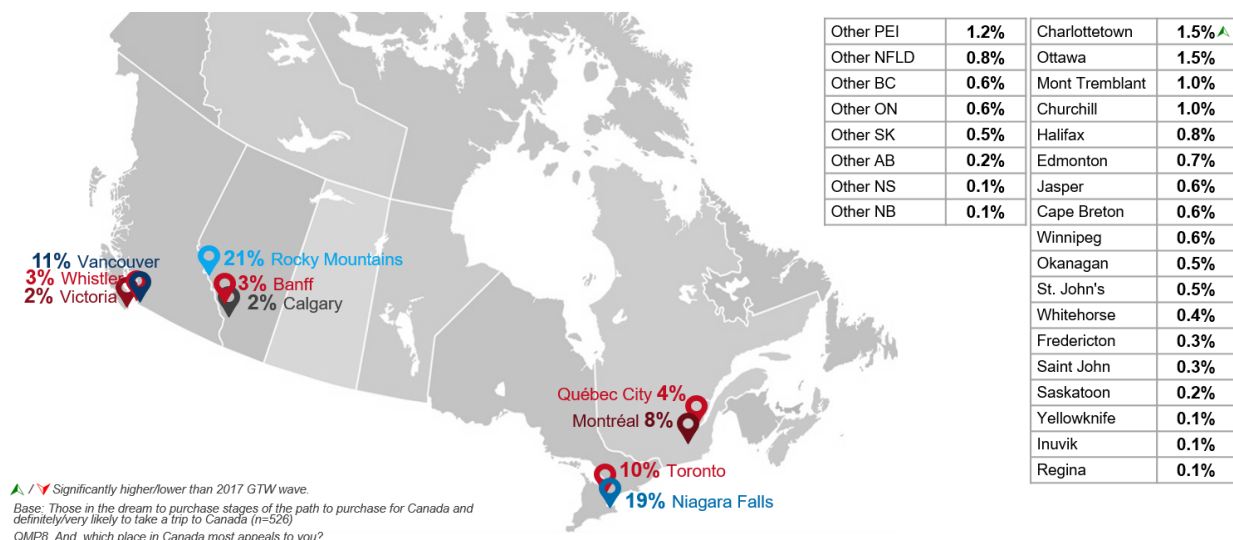 11% Vancouver
3% Whistler
2% Victoria
21% Rocky Mountains
3% Banff
2% Calgary
Québec City 4%
Montréal 8%
10% Toronto
19% Niagara Falls
Other PEI 1.2%
Other NFLD 0.8%
Other BC 0.6%
Other ON 0.6%
Other SK 0.5%
Other AB 0.2%
Other NS 0.1%
Other NB 0.1%
Charlottetown 1.5%
Ottawa 1.5%
Mont Tremblant 1.0%
Churchill 1.0%
Halifax 0.8%
Edmonton 0.7%
Jasper 0.6%
Cape Breton 0.6%
Winnipeg 0.6%
Okanagan 0.5%
St. John's 0.5%
Whitehorse 0.4%
Fredericton 0.3%
Saint John 0.3%
Saskatoon 0.2%
Yellowknife 0.1%
Inuvik 0.1%
Regina 0.1%
/ Significantly higher/lower than 2017 GTW wave.
Base: Those in the dream to purchase stages of the path to purchase for Canada and
definitely/very likely to take a trip to Canada (n=526)
QMP8. And, which place in Canada most appeals to you?